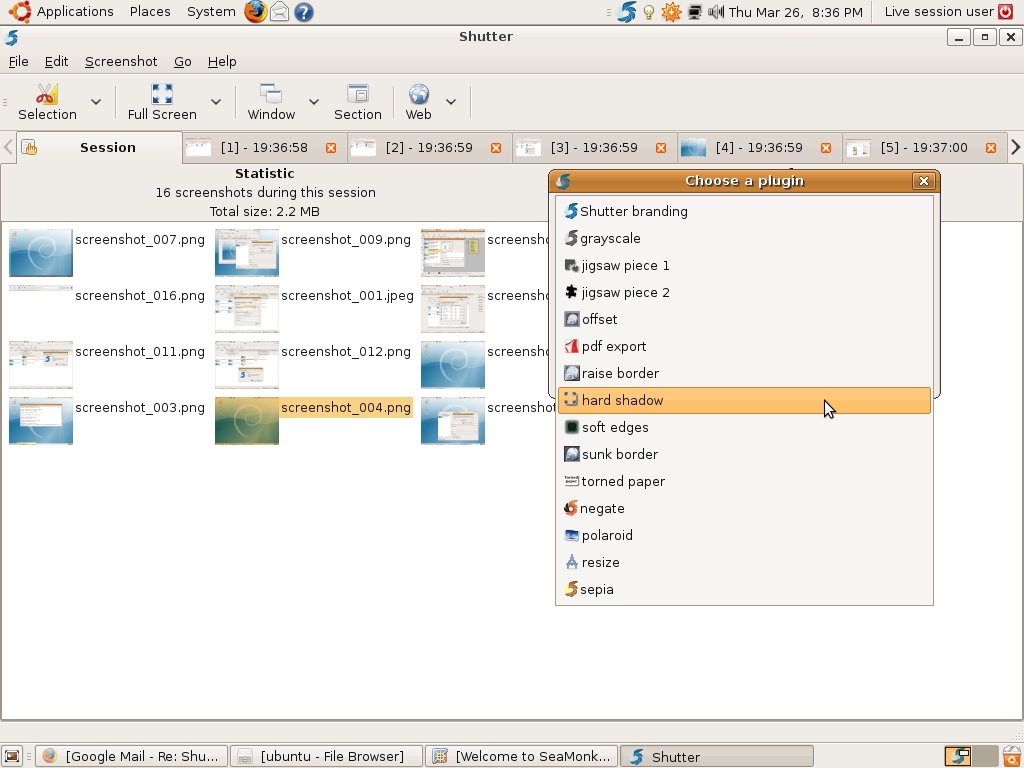 Applications Places System Thu Mar 26, 8:36 PM Live session user
Shutter
File Edit Screenshot Go Help
Selection Full Screen Window Section Web
Session [1] - 19:36:58 [2] - 19:36:59 [3] - 19:36:59 [4] - 19:36:59 [5] - 19:37:00
Statistic
16 screenshots during this session
Total size: 2.2 MB
screenshot_007.png screenshot_009.png
screenshot_016.png screenshot_001.jpeg
screenshot_011.png screenshot_012.png
screenshot_003.png screenshot_004.png
Choose a plugin
Shutter branding
grayscale
jigsaw piece 1
jigsaw piece 2
offset
pdf export
raise border
hard shadow
soft edges
sunk border
torned paper
negate
polaroid
resize
sepia
[Google Mail - Re: Shu... [ubuntu - File Browser] [Welcome to SeaMonk... Shutter